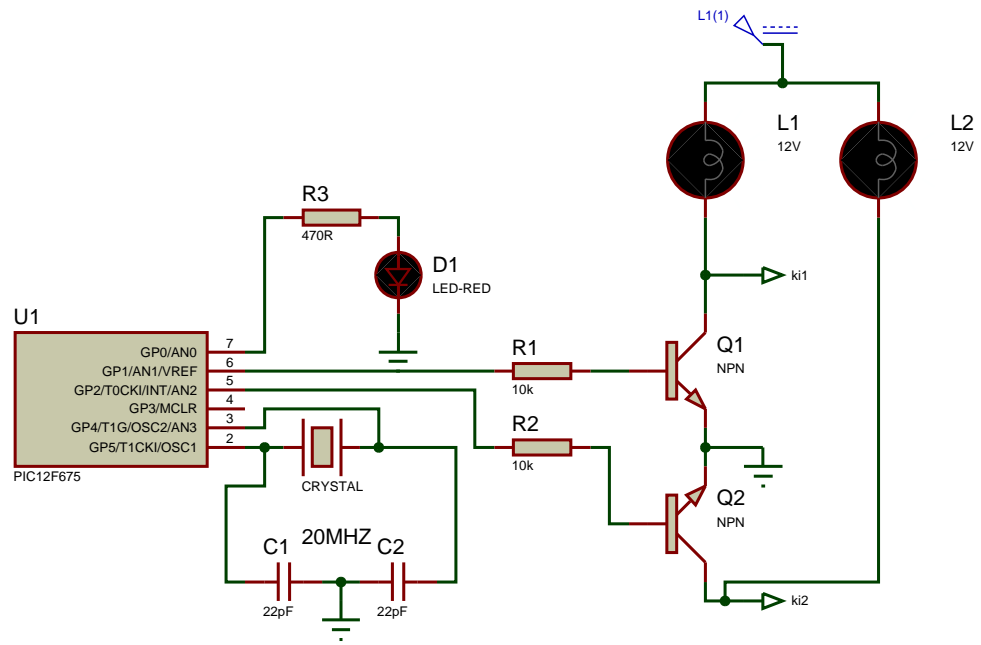 L1(1)
L1
12V
L2
12V
R3
470R
D1
LED-RED
ki1
U1
7
GP0/AN0
6
GP1/AN1/VREF
5
GP2/T0CKI/INT/AN2
4
GP3/MCLR
3
GP4/T1G/OSC2/AN3
2
GP5/T1CKI/OSC1
PIC12F675
R1
10k
Q1
NPN
R2
10k
CRYSTAL
Q2
NPN
20MHZ
C1
22pF
C2
22pF
ki2